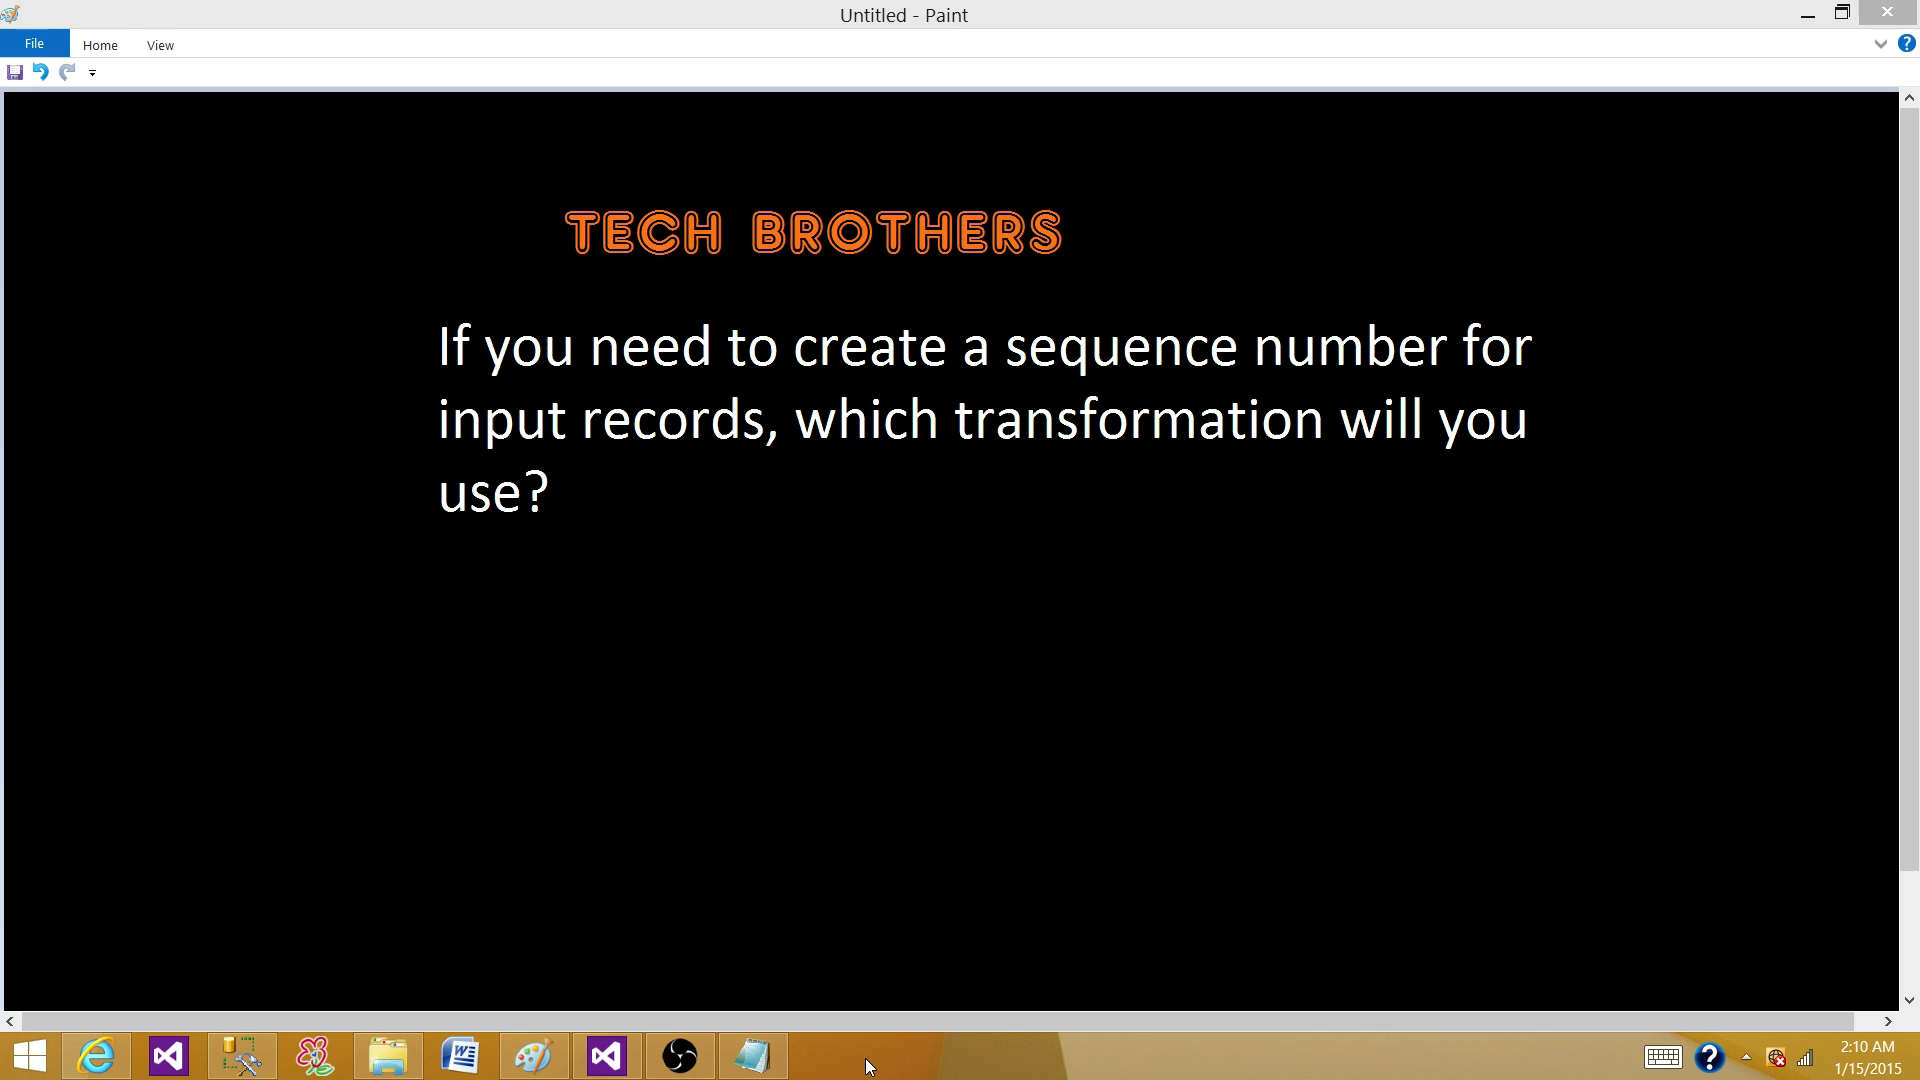 Untitled - Paint
File Home View
TECH BROTHERS
If you need to create a sequence number for
input records, which transformation will you
use?
2:10 AM
1/15/2015